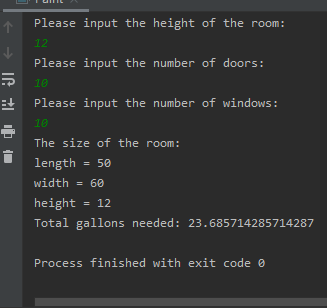 Paint
Please input the height of the room:
12
Please input the number of doors:
10
Please input the number of windows:
10
The size of the room:
length = 50
width = 60
height = 12
Total gallons needed: 23.685714285714287
Process finished with exit code 0